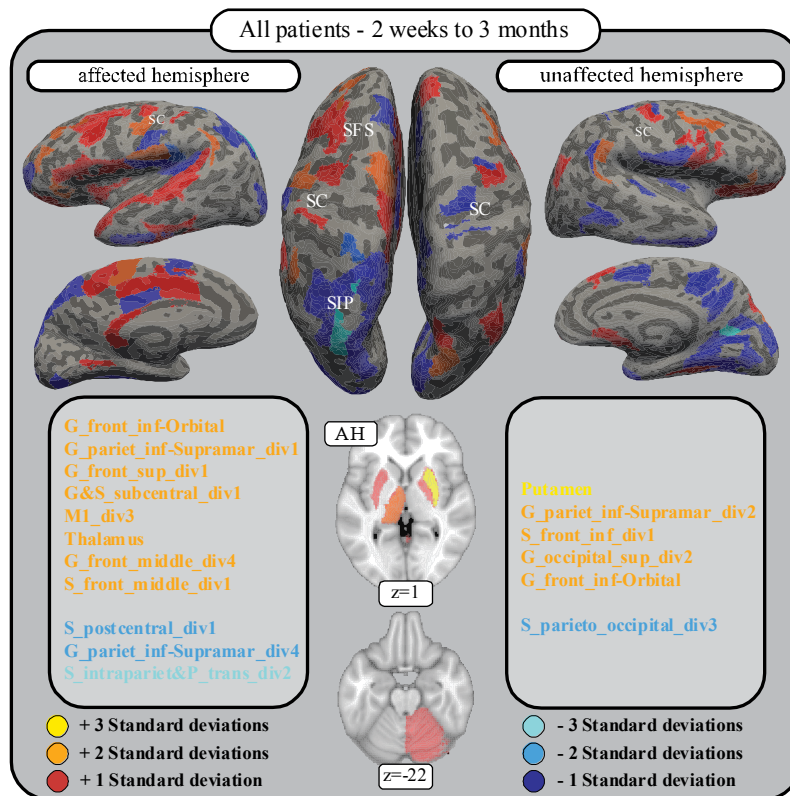 All patients - 2 weeks to 3 months
affected hemisphere
unaffected hemisphere
SC
SFS
SC
SIP
SC
SC
G_front_inf-Orbital
G_pariet_inf-Supramar_div1
G_front_sup_div1
G&S_subcentral_div1
M1_div3
Thalamus
G_front_middle_div4
S_front_middle_div1
S_postcentral_div1
G_pariet_inf-Supramar_div4
S_intrapariet&P_trans_div2
AH
z=1
z=-22
Putamen
G_pariet_inf-Supramar_div2
S_front_inf_div1
G_occipital_sup_div2
G_front_inf-Orbital
S_parieto_occipital_div3
+ 3 Standard deviations
+ 2 Standard deviations
+ 1 Standard deviation
- 3 Standard deviations
- 2 Standard deviations
- 1 Standard deviation